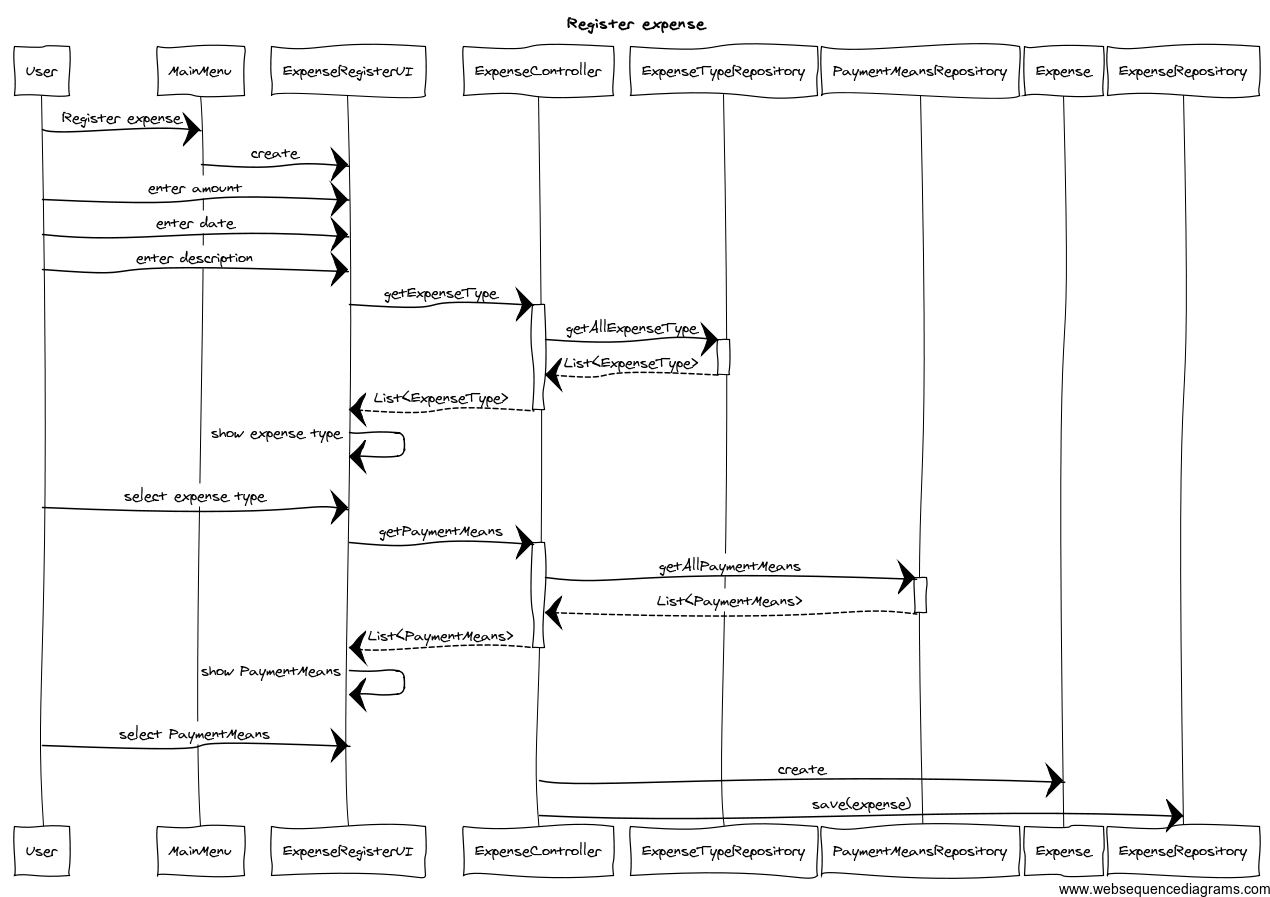 Register expense
User MainMenu ExpenseRegisterUI ExpenseController ExpenseTypeRepository PaymentMeansRepository Expense ExpenseRepository
Register expense
create
enter amount
enter date
enter description
getExpenseType
getAllExpenseType
List<ExpenseType>
List<ExpenseType>
show expense type
select expense type
getPaymentMeans
getAllPaymentMeans
List<PaymentMeans>
List<PaymentMeans>
show PaymentMeans
select PaymentMeans
create
save(expense)
User MainMenu ExpenseRegisterUI ExpenseController ExpenseTypeRepository PaymentMeansRepository Expense ExpenseRepository
www.websequencediagrams.com